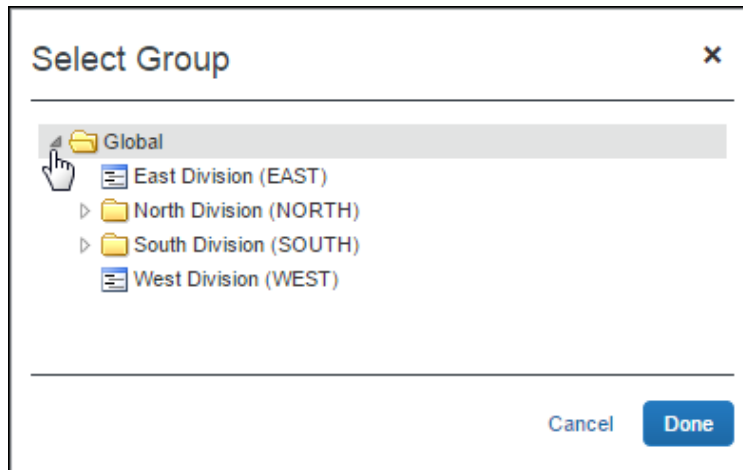 Select Group
Global
East Division (EAST)
North Division (NORTH)
South Division (SOUTH)
West Division (WEST)
Cancel Done